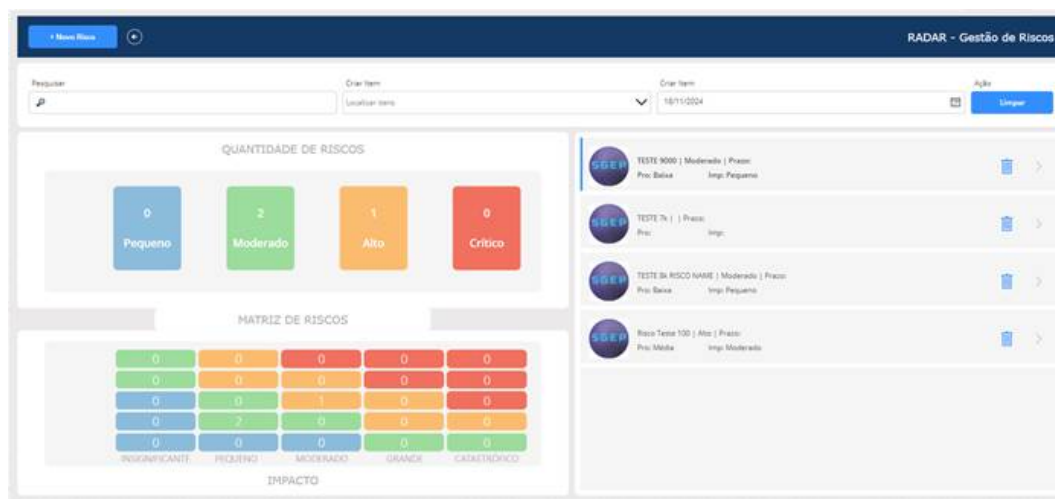 + Novo Risco
RADAR - Gestão de Riscos
Pesquisar
Criar Item
Criar Item
Ação
Localizar itens
18/11/2024
Limpar
QUANTIDADE DE RISCOS
0 2 1 0
Pequeno Moderado Alto Crítico
MATRIZ DE RISCOS
0 0 0 0 0
0 0 0 0 0
0 0 1 0 0
0 2 0 0 0
0 0 0 0 0
INSIGNIFICANTE PEQUENO MODERADO GRANDE CATASTRÓFICO
IMPACTO
SGEP
TESTE 9000 | Moderado | Prazo:
Pro: Baixa Imp: Pequeno
SGEP
TESTE 7k | | Prazo:
Pro: Imp:
SGEP
TESTE 8k RISCO NAME | Moderado | Prazo:
Pro: Baixa Imp: Pequeno
SGEP
Risco Teste 100 | Alto | Prazo:
Pro: Média Imp: Moderado